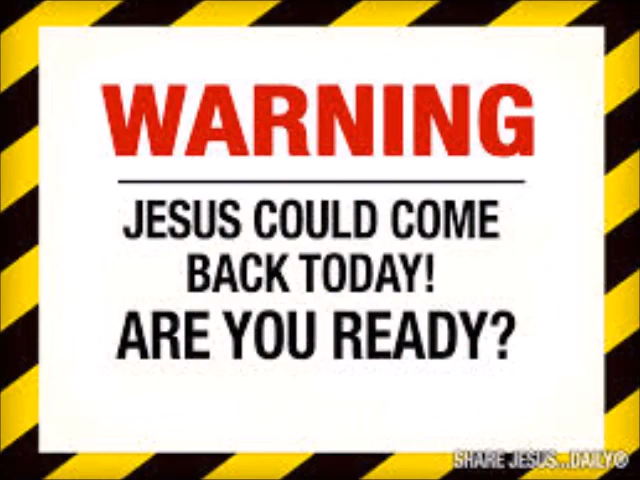 WARNING
JESUS COULD COME
BACK TODAY!
ARE YOU READY?
SHARE JESUS...DAILY®